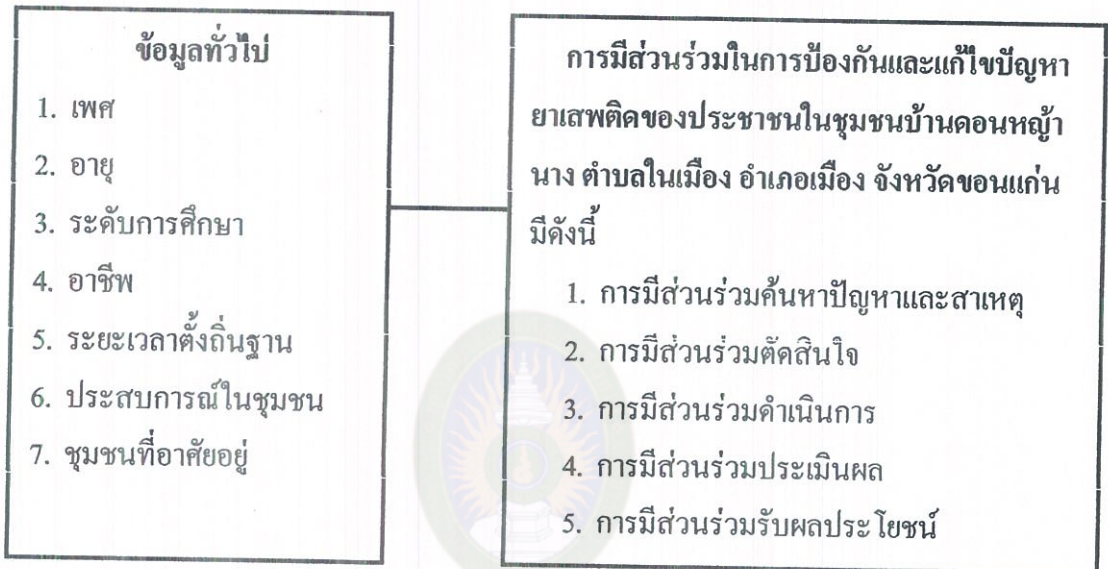 ข้อมูลทั่วไป
1. เพศ
2. อายุ
3. ระดับการศึกษา
4. อาชีพ
5. ระยะเวลาตั้งถิ่นฐาน
6. ประสบการณ์ในชุมชน
7. ชุมชนที่อาศัยอยู่
การมีส่วนร่วมในการป้องกันและแก้ไขปัญหา
ยาเสพติดของประชาชนในชุมชนบ้านดอนหญ้า
นาง ตำบลในเมือง อำเภอเมือง จังหวัดขอนแก่น
มีดังนี้
1. การมีส่วนร่วมค้นหาปัญหาและสาเหตุ
2. การมีส่วนร่วมตัดสินใจ
3. การมีส่วนร่วมดำเนินการ
4. การมีส่วนร่วมประเมินผล
5. การมีส่วนร่วมรับผลประโยชน์